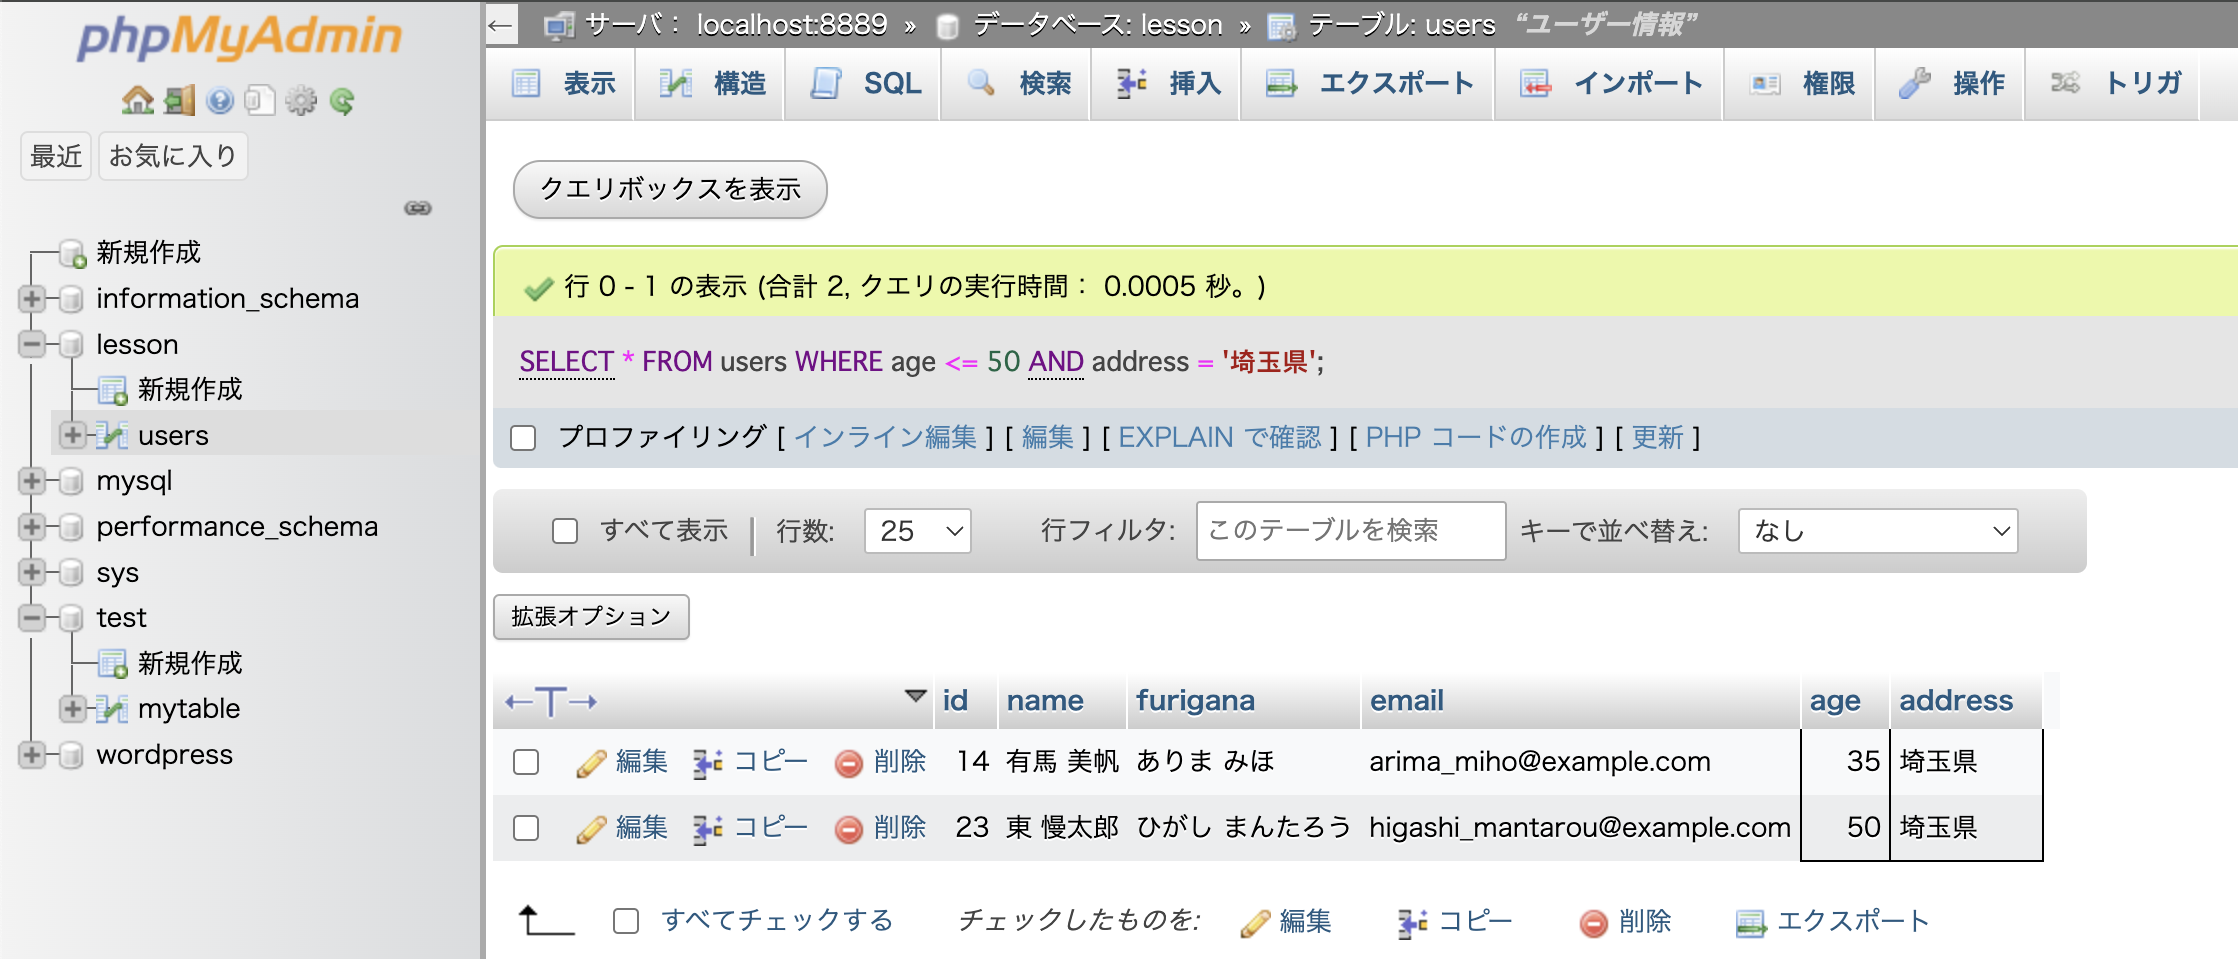 phpMyAdmin
最近 お気に入り
新規作成
information_schema
lesson
新規作成
users
mysql
performance_schema
sys
test
新規作成
mytable
wordpress
← サーバ： localhost:8889 » データベース: lesson » テーブル: users “ユーザー情報”
表示 構造 SQL 検索 挿入 エクスポート インポート 権限 操作 トリガ
クエリボックスを表示
行 0 - 1 の表示 (合計 2, クエリの実行時間： 0.0005 秒。)
SELECT * FROM users WHERE age <= 50 AND address = '埼玉県';
プロファイリング [ インライン編集 ] [ 編集 ] [ EXPLAIN で確認 ] [ PHP コードの作成 ] [ 更新 ]
すべて表示 | 行数: 25 行フィルタ: このテーブルを検索 キーで並べ替え: なし
拡張オプション
←T→ id name furigana email age address
編集 コピー 削除 14 有馬 美帆 ありま みほ arima_miho@example.com 35 埼玉県
編集 コピー 削除 23 東 慢太郎 ひがし まんたろう higashi_mantarou@example.com 50 埼玉県
すべてチェックする チェックしたものを: 編集 コピー 削除 エクスポート